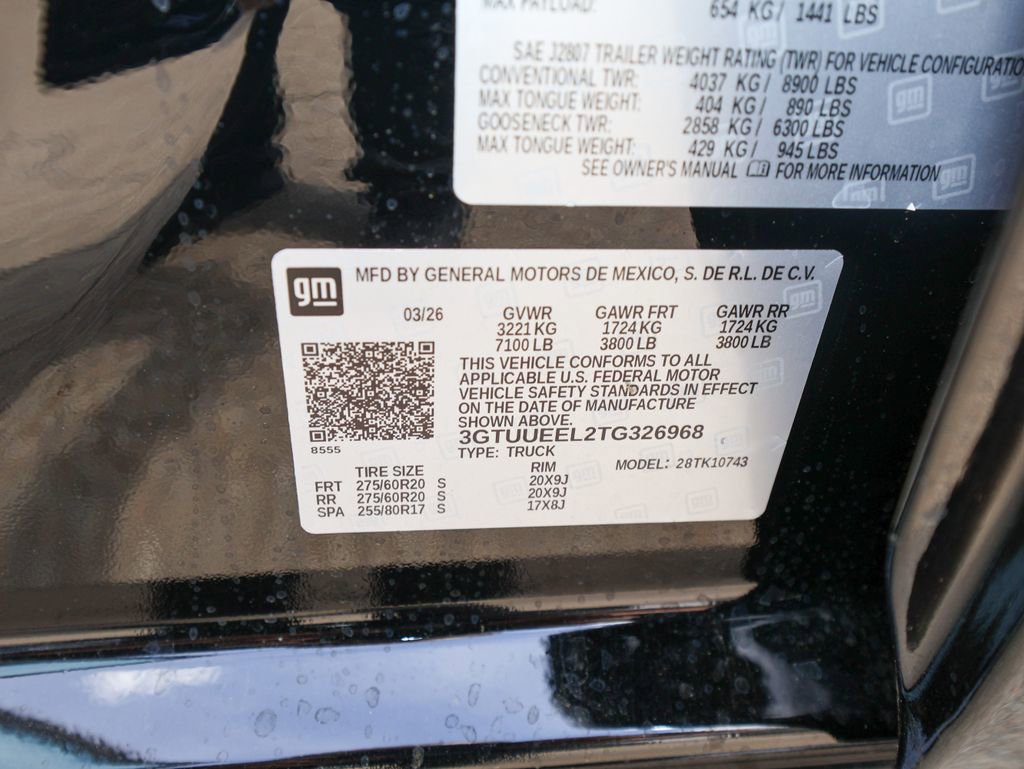 MAX PAYLOAD: 654 KG/ 1441 LBS
SAE J2807 TRAILER WEIGHT RATING (TWR) FOR VEHICLE CONFIGURATIO
CONVENTIONAL TWR: 4037 KG/ 8900 LBS
MAX TONGUE WEIGHT: 404 KG/ 890 LBS
GOOSENECK TWR: 2858 KG/ 6300 LBS
MAX TONGUE WEIGHT: 429 KG/ 945 LBS
SEE OWNER'S MANUAL FOR MORE INFORMATION
gm MFD BY GENERAL MOTORS DE MEXICO, S. DE R.L. DE C.V.
03/26 GVWR GAWR FRT GAWR RR
3221 KG 1724 KG 1724 KG
7100 LB 3800 LB 3800 LB
THIS VEHICLE CONFORMS TO ALL
APPLICABLE U.S. FEDERAL MOTOR
VEHICLE SAFETY STANDARDS IN EFFECT
ON THE DATE OF MANUFACTURE
SHOWN ABOVE.
3GTUUEEL2TG326968
8555
TYPE: TRUCK
TIRE SIZE RIM MODEL: 28TK10743
FRT 275/60R20 S 20X9J
RR 275/60R20 S 20X9J
SPA 255/80R17 S 17X8J